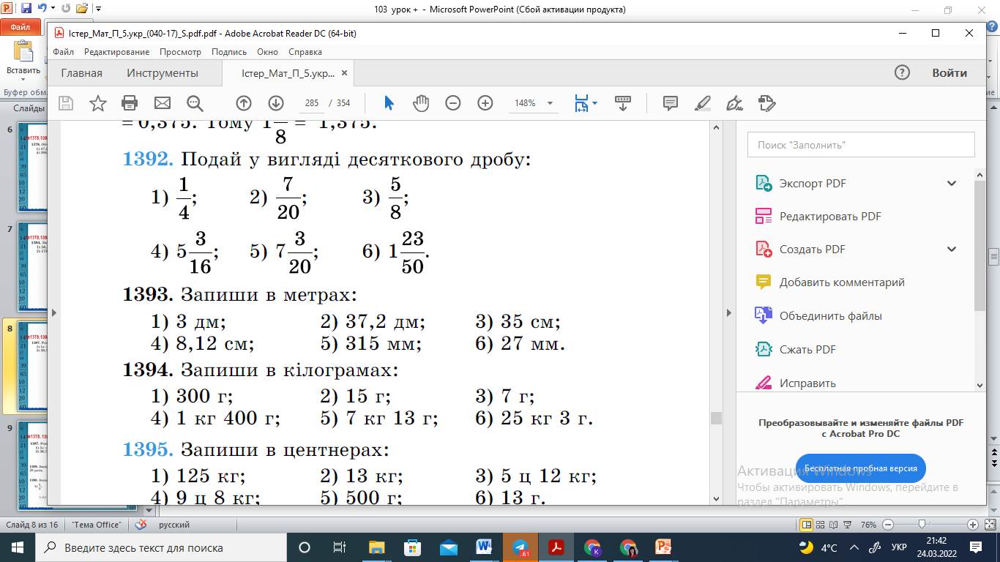 103 урок + - Microsoft PowerPoint (Сбой активации продукта)
Файл
Вставить
Буфер обм
Слайды
Істер_Мат_П_5.укр_(040-17)_S.pdf.pdf - Adobe Acrobat Reader DC (64-bit)
Файл Редактирование Просмотр Подпись Окно Справка
Главная Инструменты Істер_Мат_П_5.укр... × Войти
285 / 354 148%
= 0,375. Тому 1 /8 = 1,375.
1392. Подай у вигляді десяткового дробу:
1) 1/4; 2) 7/20; 3) 5/8;
4) 5 3/16; 5) 7 3/20; 6) 1 23/50.
1393. Запиши в метрах:
1) 3 дм; 2) 37,2 дм; 3) 35 см;
4) 8,12 см; 5) 315 мм; 6) 27 мм.
1394. Запиши в кілограмах:
1) 300 г; 2) 15 г; 3) 7 г;
4) 1 кг 400 г; 5) 7 кг 13 г; 6) 25 кг 3 г.
1395. Запиши в центнерах:
1) 125 кг; 2) 13 кг; 3) 5 ц 12 кг;
4) 9 ц 8 кг; 5) 500 г; 6) 13 г.
Поиск "Заполнить"
Экспорт PDF
Редактировать PDF
Создать PDF
Добавить комментарий
Объединить файлы
Сжать PDF
Исправить
Преобразовывайте и изменяйте файлы PDF
с Acrobat Pro DC
Бесплатная пробная версия
Активация Windows
Чтобы активировать Windows, перейдите в
раздел "Параметры".
6
7
8
9
Слайд 8 из 16 "Тема Office" русский 76%
Введите здесь текст для поиска
61
4°C УКР 21:42
24.03.2022